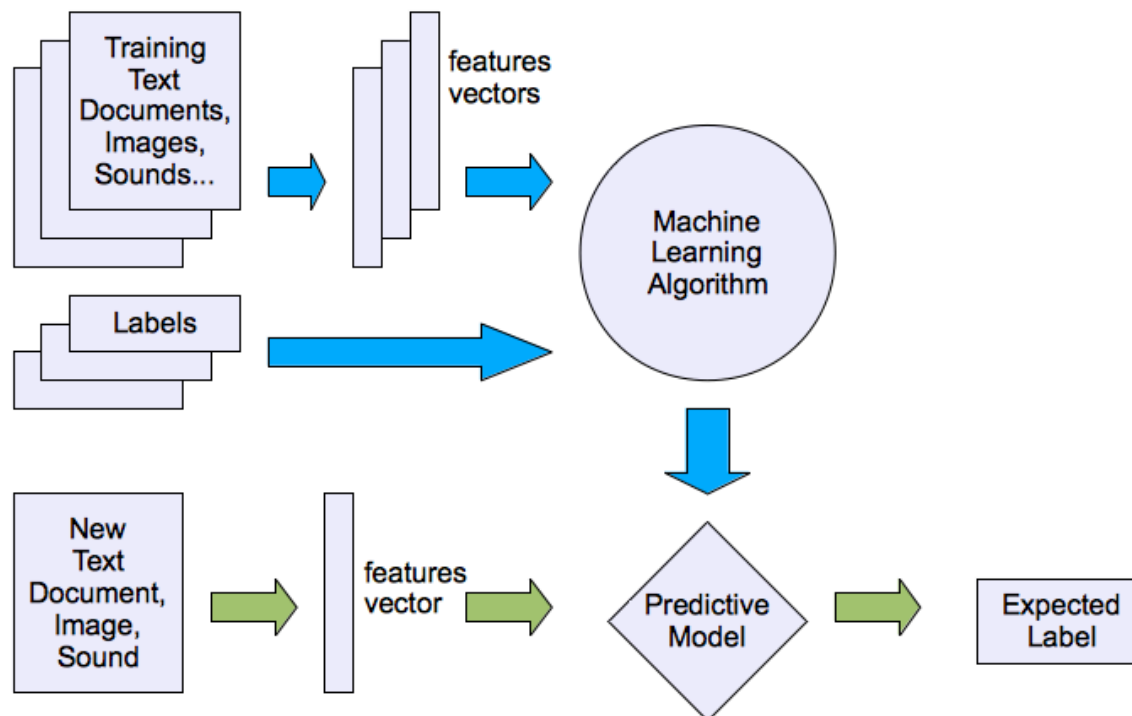 Training
Text
Documents,
Images,
Sounds...
features
vectors
Machine
Learning
Algorithm
Labels
New
Text
Document,
Image,
Sound
features
vector
Predictive
Model
Expected
Label